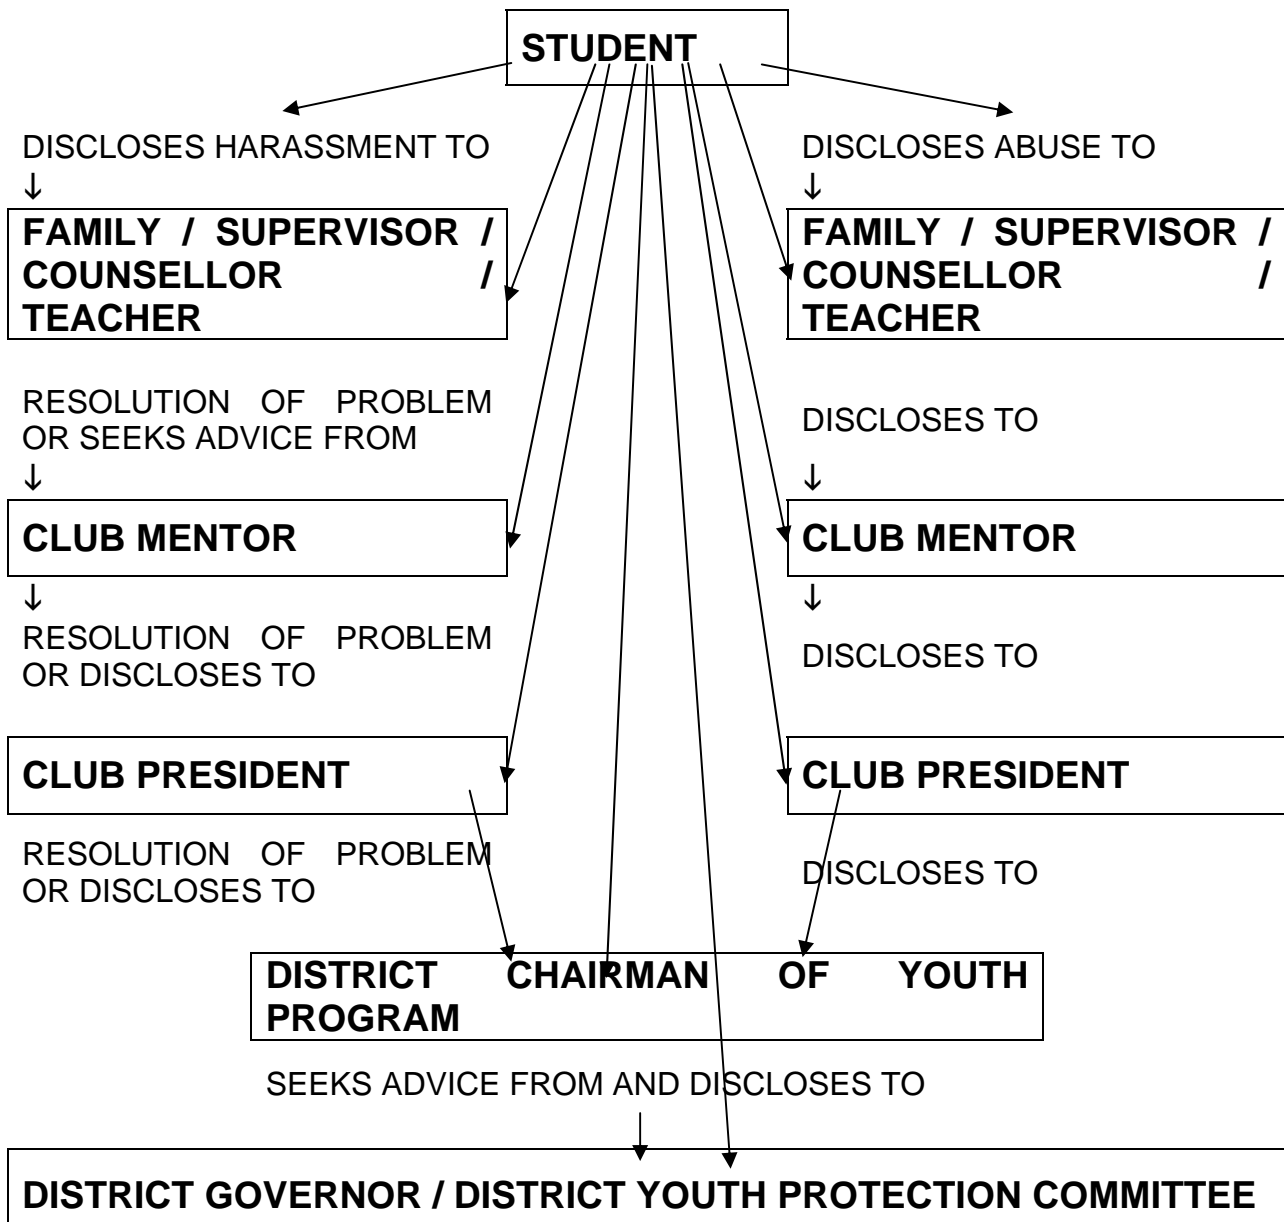 STUDENT
DISCLOSES HARASSMENT TO
↓
FAMILY / SUPERVISOR /
COUNSELLOR /
TEACHER
RESOLUTION OF PROBLEM
OR SEEKS ADVICE FROM
↓
CLUB MENTOR
↓
RESOLUTION OF PROBLEM
OR DISCLOSES TO
CLUB PRESIDENT
RESOLUTION OF PROBLEM
OR DISCLOSES TO
DISCLOSES ABUSE TO
↓
FAMILY / SUPERVISOR /
COUNSELLOR /
TEACHER
DISCLOSES TO
↓
CLUB MENTOR
↓
DISCLOSES TO
CLUB PRESIDENT
DISCLOSES TO
DISTRICT CHAIRMAN OF YOUTH
PROGRAM
SEEKS ADVICE FROM AND DISCLOSES TO
DISTRICT GOVERNOR / DISTRICT YOUTH PROTECTION COMMITTEE